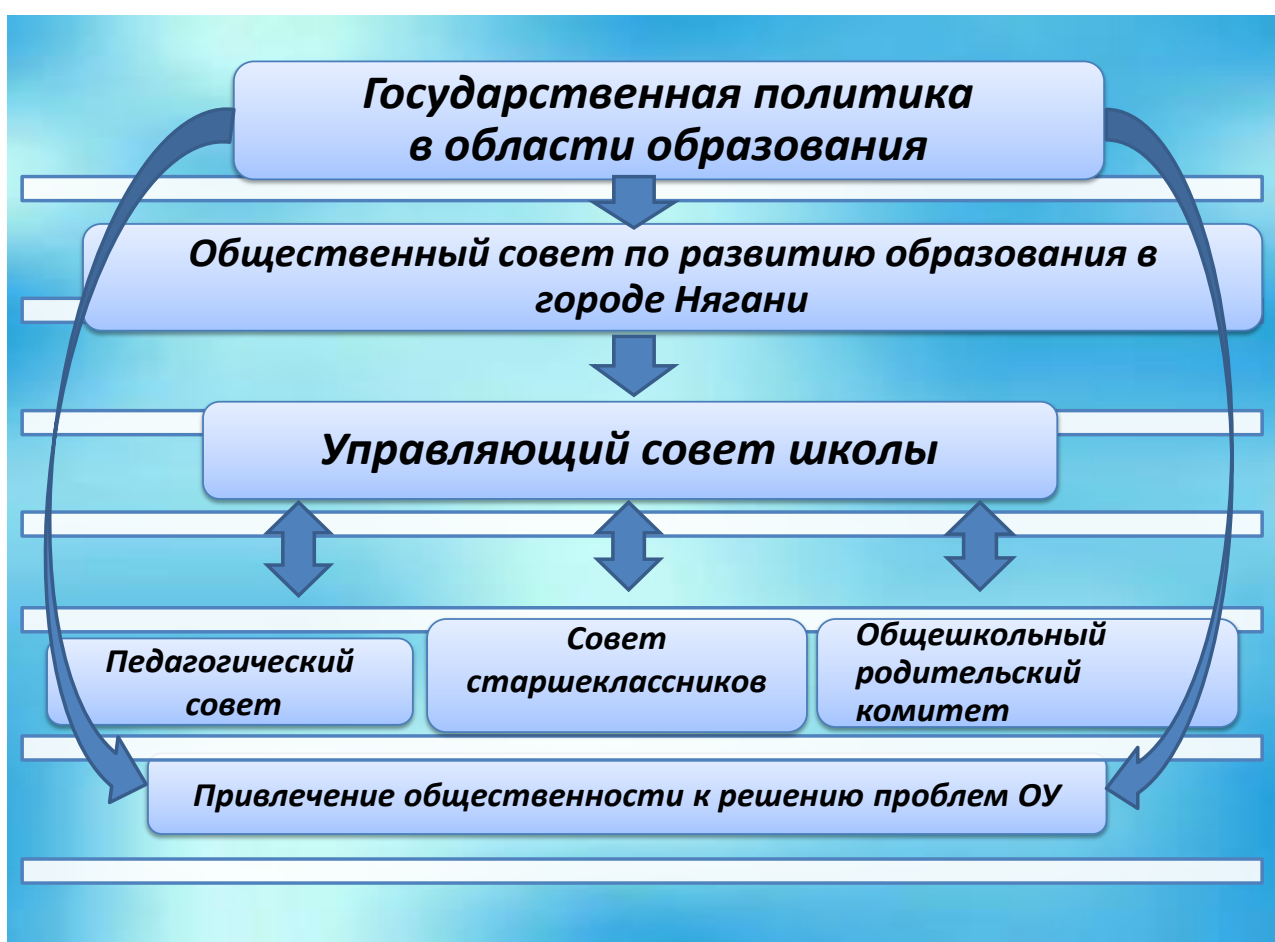 Государственная политика
в области образования
Общественный совет по развитию образования в
городе Нягани
Управляющий совет школы
Педагогический
совет
Совет
старшеклассников
Общешкольный
родительский
комитет
Привлечение общественности к решению проблем ОУ